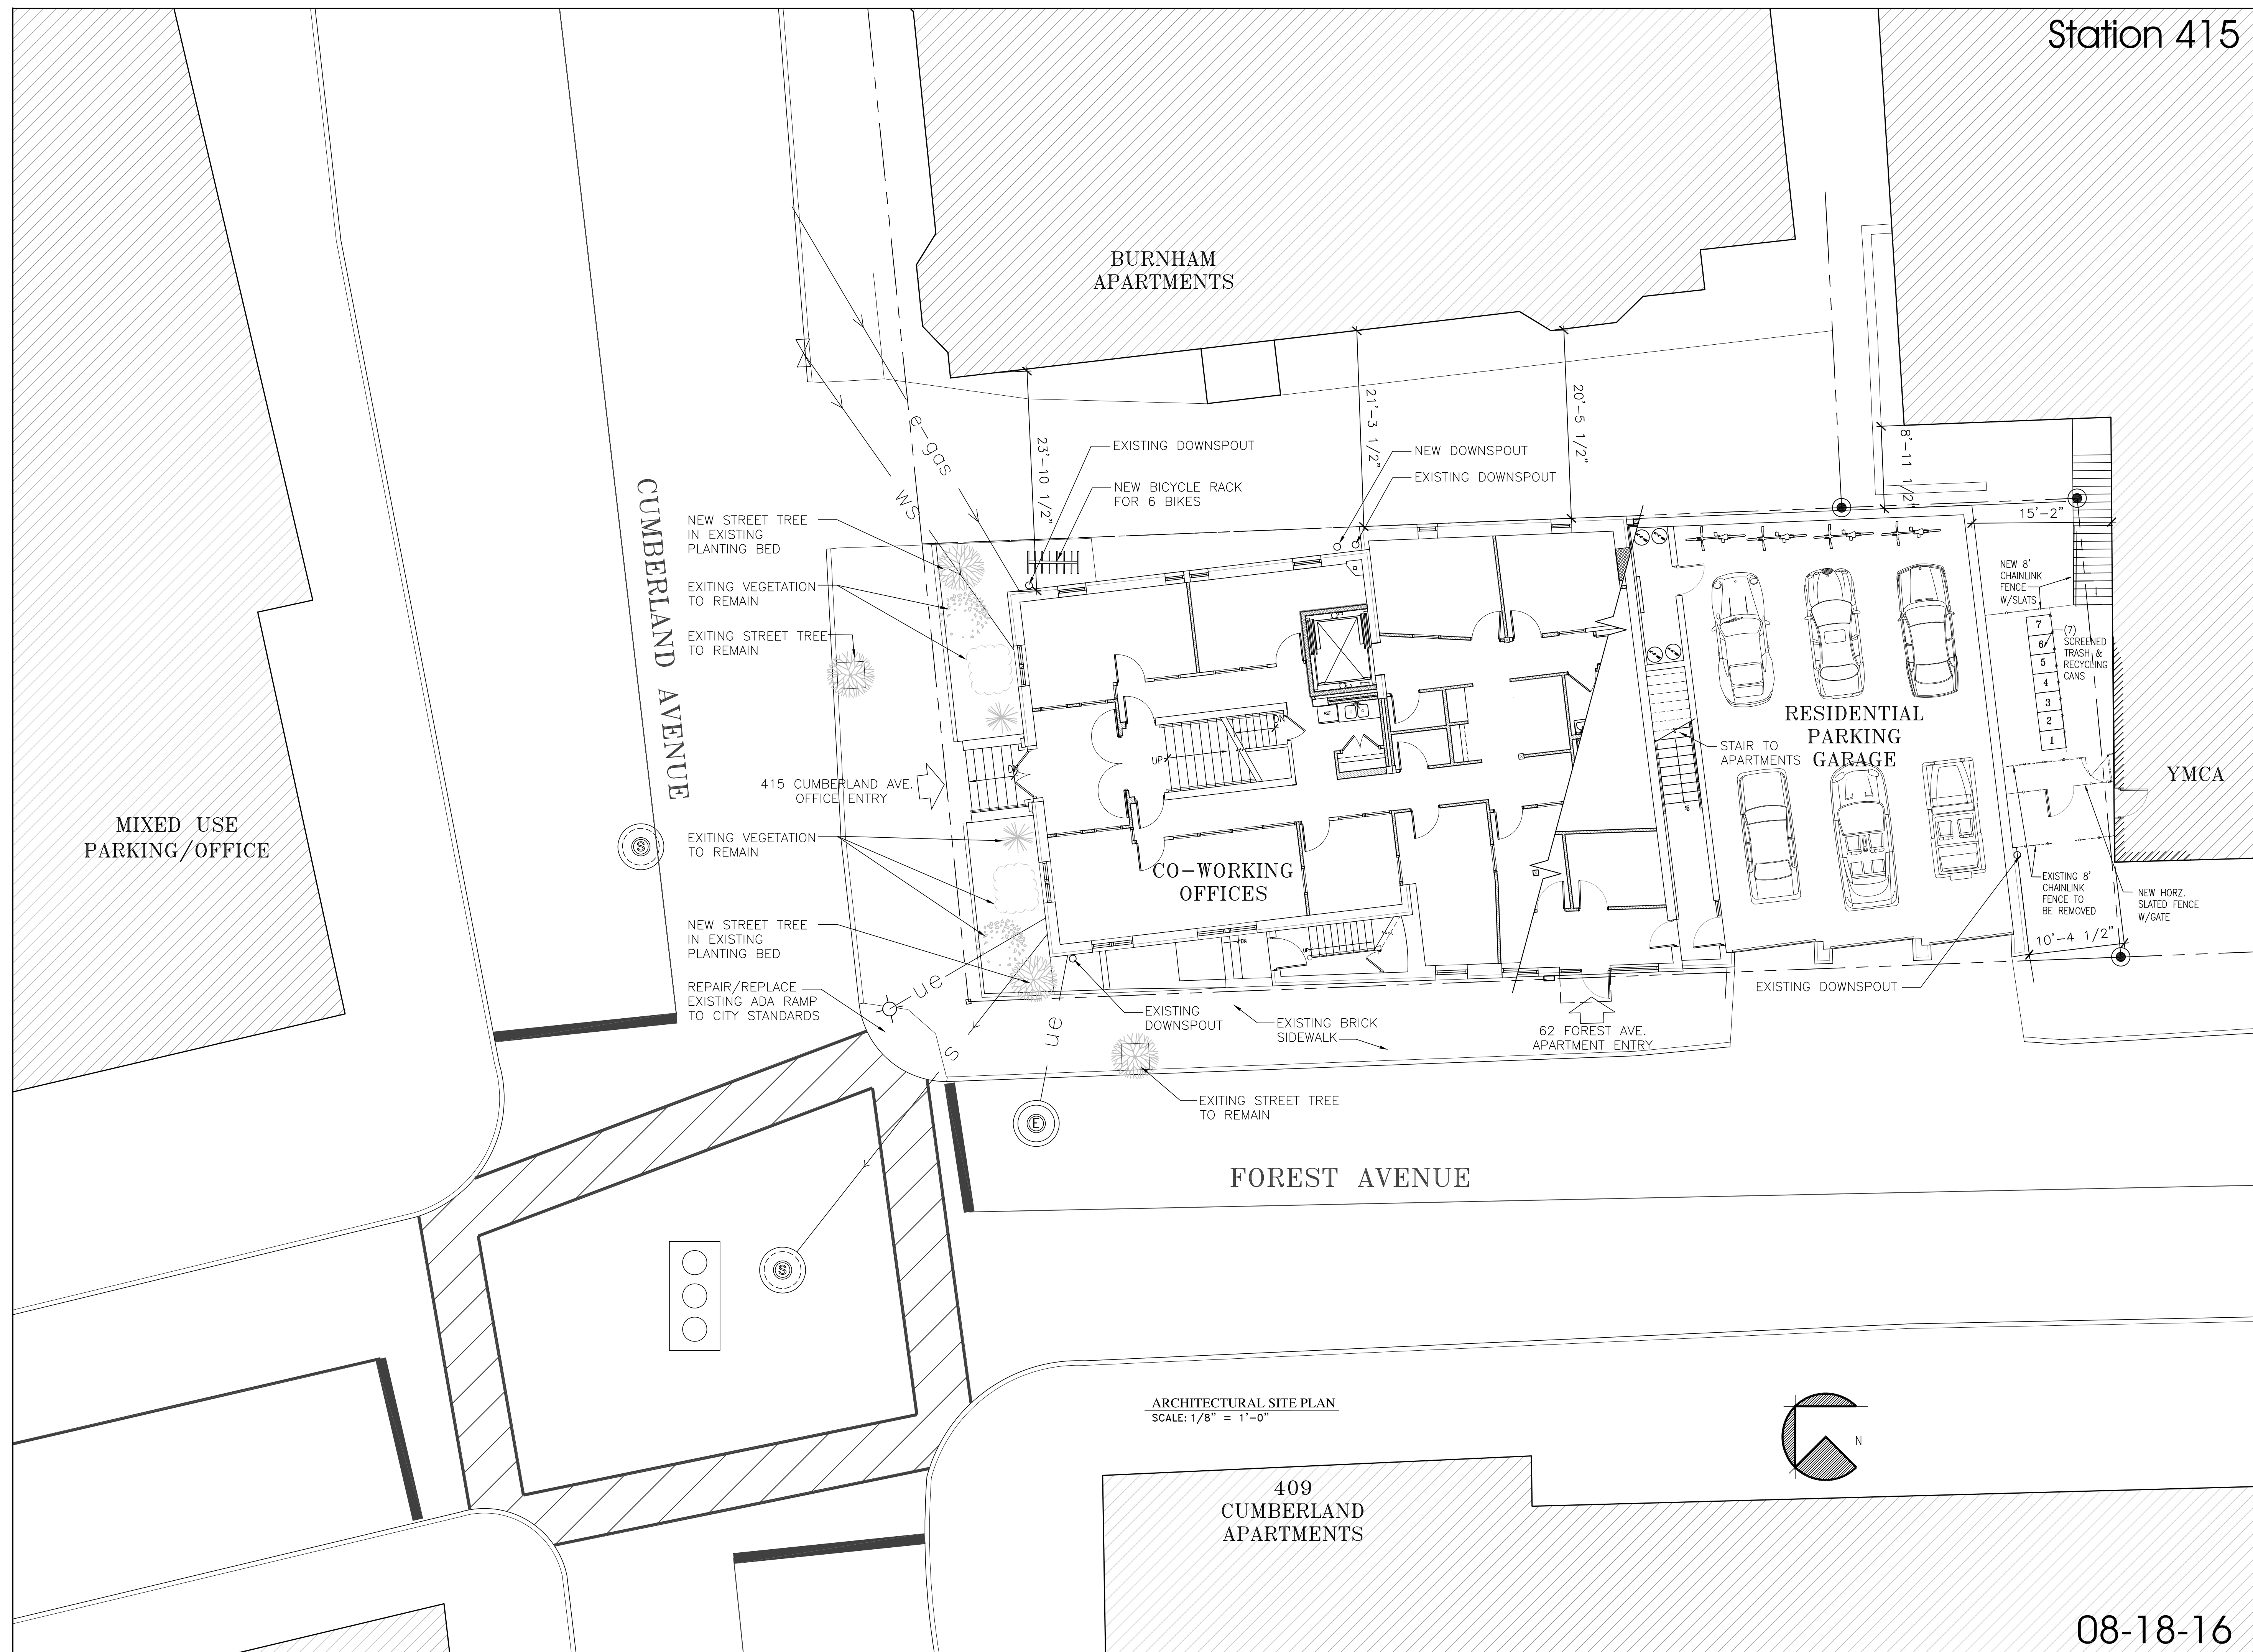 Station 415
BURNHAM
APARTMENTS
e-gas
WS
23'-10 1/2"
21'-3 1/2"
20'-5 1/2"
8'-11 1/2"
15'-2"
EXISTING DOWNSPOUT
NEW BICYCLE RACK
FOR 6 BIKES
NEW DOWNSPOUT
EXISTING DOWNSPOUT
CUMBERLAND AVENUE
NEW STREET TREE
IN EXISTING
PLANTING BED
EXITING VEGETATION
TO REMAIN
EXITING STREET TREE
TO REMAIN
415 CUMBERLAND AVE.
OFFICE ENTRY
EXITING VEGETATION
TO REMAIN
NEW STREET TREE
IN EXISTING
PLANTING BED
REPAIR/REPLACE
EXISTING ADA RAMP
TO CITY STANDARDS
MIXED USE
PARKING/OFFICE
S
DN
UP
DN
CO-WORKING
OFFICES
DN
UP
STAIR TO
APARTMENTS
RESIDENTIAL
PARKING
GARAGE
NEW 8'
CHAINLINK
FENCE
W/SLATS
7
6
5
4
3
2
1
(7)
SCREENED
TRASH &
RECYCLING
CANS
YMCA
EXISTING 8'
CHAINLINK
FENCE TO
BE REMOVED
NEW HORZ.
SLATED FENCE
W/GATE
10'-4 1/2"
EXISTING DOWNSPOUT
ue
s
ue
EXISTING
DOWNSPOUT
EXISTING BRICK
SIDEWALK
62 FOREST AVE.
APARTMENT ENTRY
E
EXITING STREET TREE
TO REMAIN
FOREST AVENUE
S
ARCHITECTURAL SITE PLAN
SCALE: 1/8" = 1'-0"
N
409
CUMBERLAND
APARTMENTS
08-18-16